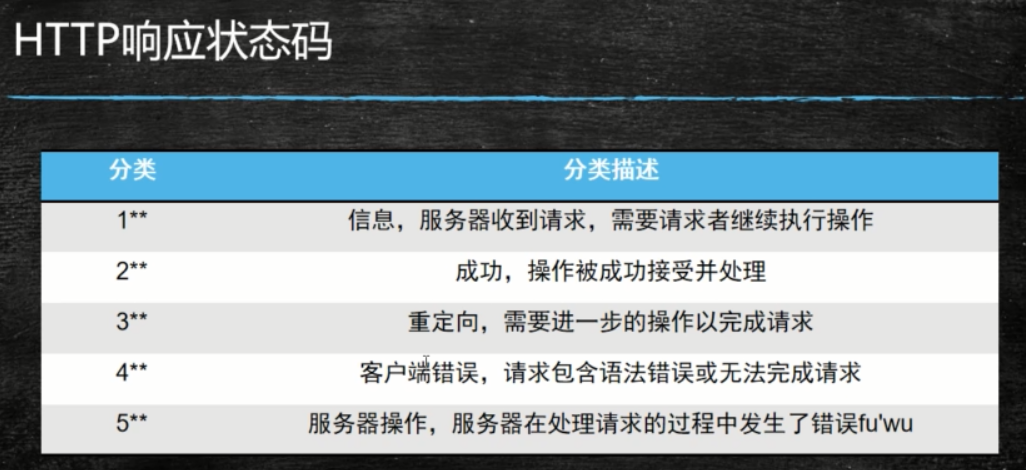 HTTP响应状态码
分类 分类描述
1** 信息，服务器收到请求，需要请求者继续执行操作
2** 成功，操作被成功接受并处理
3** 重定向，需要进一步的操作以完成请求
4** 客户端错误，请求包含语法错误或无法完成请求
5** 服务器操作，服务器在处理请求的过程中发生了错误fu'wu